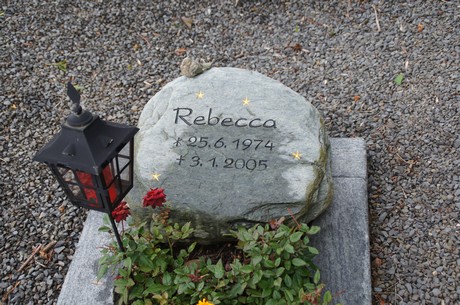 Rebecca
† 25. 6. 1974
† 3. 1. 2005